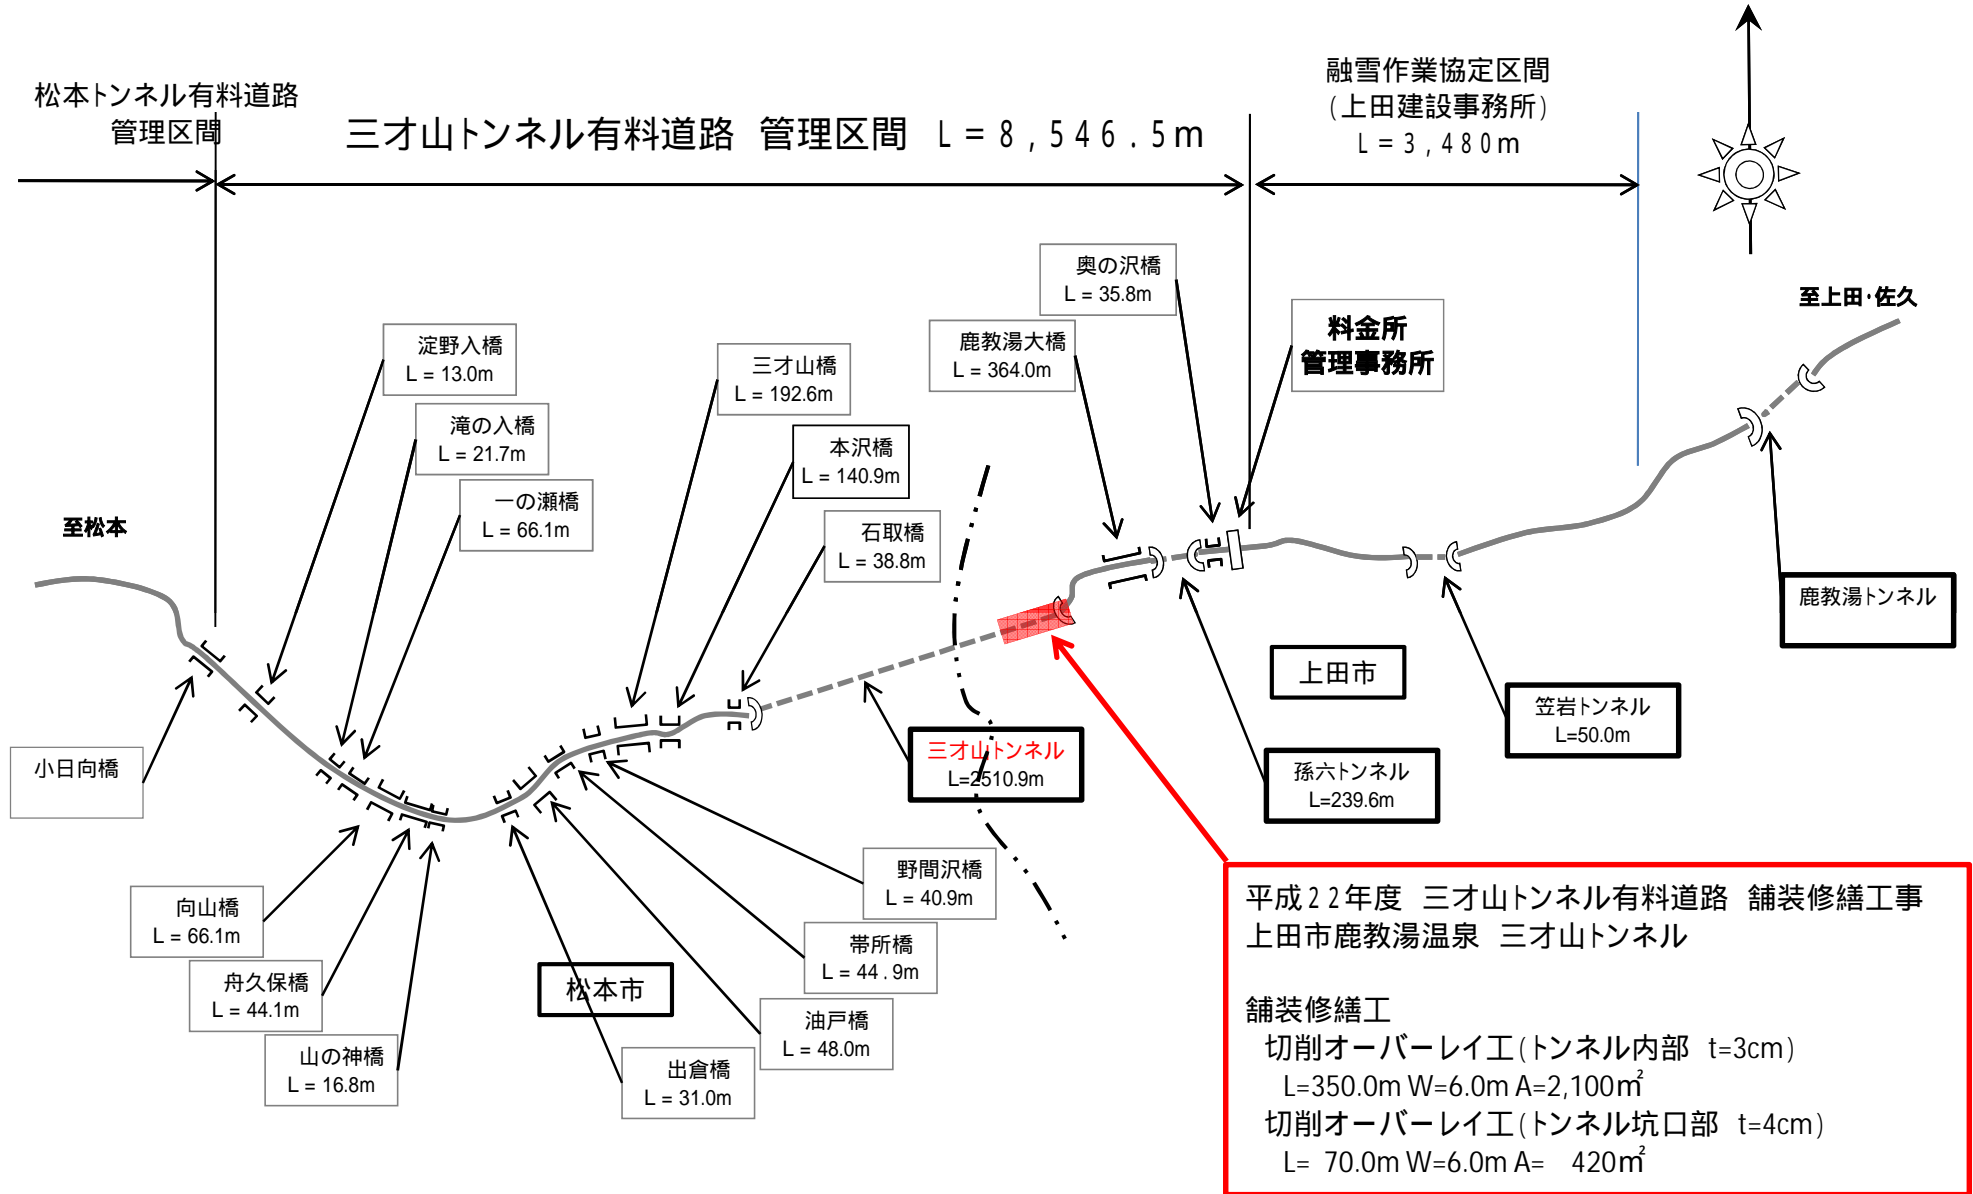 松本トンネル有料道路
管理区間
三才山トンネル有料道路 管理区間 L=8,546.5m
融雪作業協定区間
(上田建設事務所)
L=3,480m
奥の沢橋
L = 35.8m
至上田・佐久
料金所
管理事務所
鹿教湯大橋
L = 364.0m
淀野入橋
L = 13.0m
三才山橋
L = 192.6m
滝の入橋
L = 21.7m
本沢橋
L = 140.9m
一の瀬橋
L = 66.1m
石取橋
L = 38.8m
至松本
鹿教湯トンネル
上田市
笠岩トンネル
L=50.0m
三才山トンネル
L=2510.9m
孫六トンネル
L=239.6m
小日向橋
野間沢橋
L = 40.9m
向山橋
L = 66.1m
帯所橋
L = 44.9m
舟久保橋
L = 44.1m
松本市
油戸橋
L = 48.0m
山の神橋
L = 16.8m
出倉橋
L = 31.0m
平成22年度 三才山トンネル有料道路 舗装修繕工事
上田市鹿教湯温泉 三才山トンネル
舗装修繕工
切削オーバーレイ工(トンネル内部 t=3cm)
L=350.0m W=6.0m A=2,100㎡
切削オーバーレイ工(トンネル坑口部 t=4cm)
L= 70.0m W=6.0m A= 420㎡